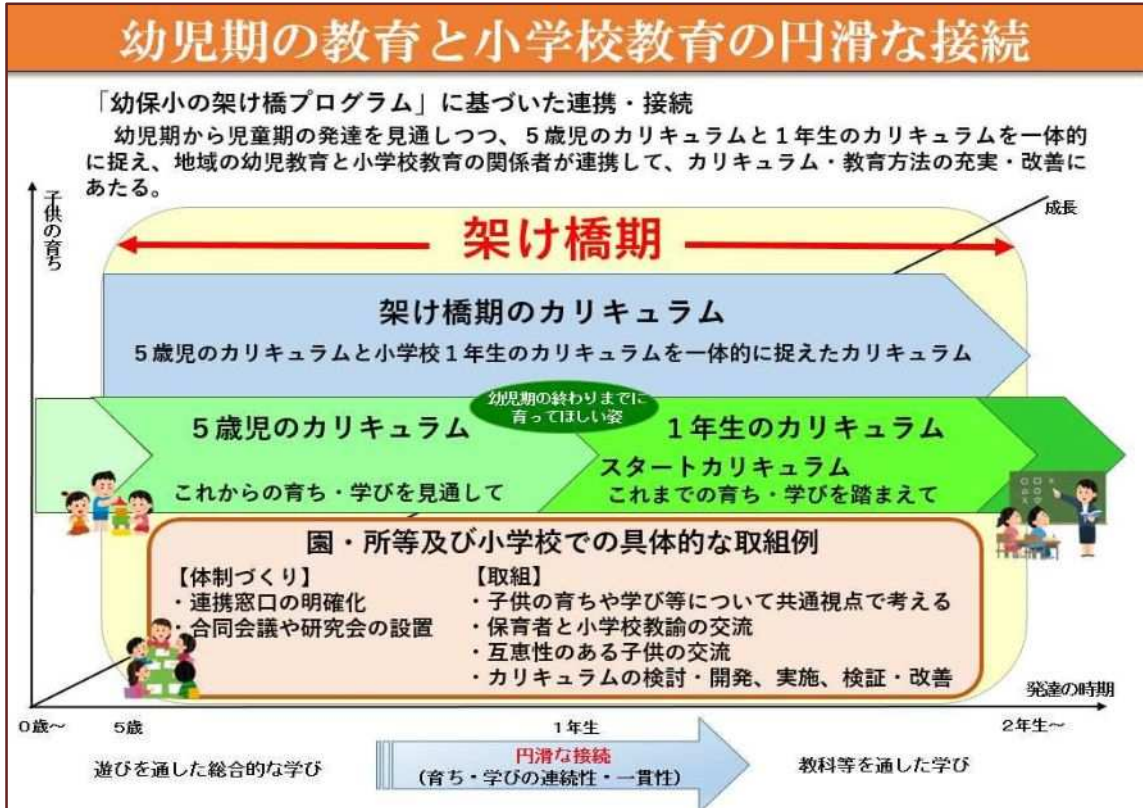 幼児期の教育と小学校教育の円滑な接続
「幼保小の架け橋プログラム」に基づいた連携・接続
幼児期から児童期の発達を見通しつつ、５歳児のカリキュラムと１年生のカリキュラムを一体的
に捉え、地域の幼児教育と小学校教育の関係者が連携して、カリキュラム・教育方法の充実・改善に
あたる。
子供の育ち
成長
架け橋期
架け橋期のカリキュラム
５歳児のカリキュラムと小学校１年生のカリキュラムを一体的に捉えたカリキュラム
幼児期の終わりまでに
育ってほしい姿
５歳児のカリキュラム
これからの育ち・学びを見通して
１年生のカリキュラム
スタートカリキュラム
これまでの育ち・学びを踏まえて
園・所等及び小学校での具体的な取組例
【体制づくり】
・連携窓口の明確化
・合同会議や研究会の設置
【取組】
・子供の育ちや学び等について共通視点で考える
・保育者と小学校教諭の交流
・互恵性のある子供の交流
・カリキュラムの検討・開発、実施、検証・改善
発達の時期
０歳～
５歳
１年生
２年生～
遊びを通した総合的な学び
円滑な接続
（育ち・学びの連続性・一貫性）
教科等を通した学び